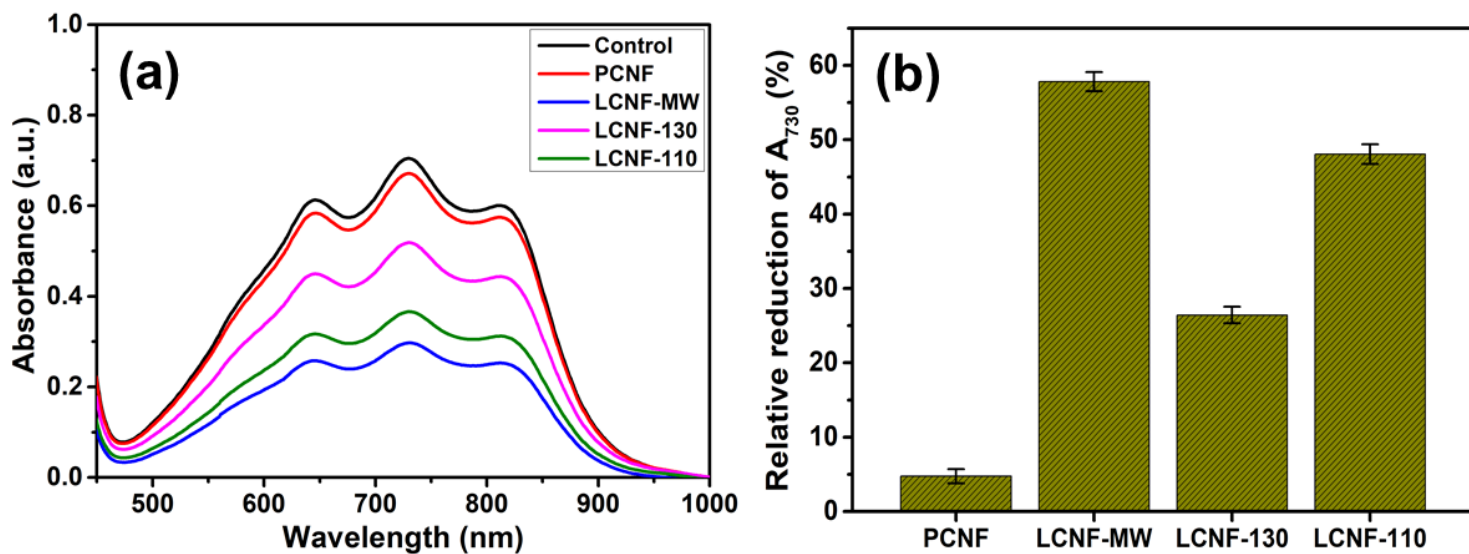 (a)
Control
PCNF
LCNF-MW
LCNF-130
LCNF-110
Absorbance (a.u.)
1.0
0.8
0.6
0.4
0.2
0.0
500 600 700 800 900 1000
Wavelength (nm)
(b)
Relative reduction of A730 (%)
60
50
40
30
20
10
0
PCNF LCNF-MW LCNF-130 LCNF-110